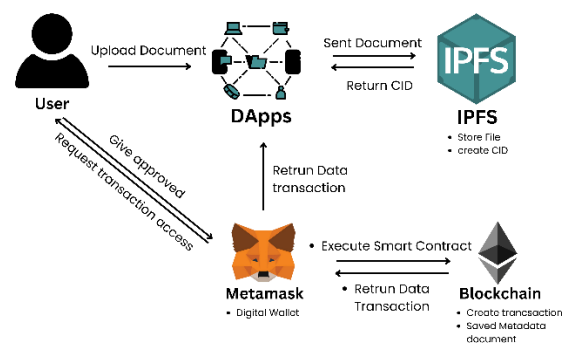 Upload Document
Sent Document
Return CID
IPFS
User
DApps
IPFS
• Store File
• create CID
Give approved
Request transaction access
Retrun Data
transaction
• Execute Smart Contract
• Retrun Data
Transaction
Metamask
• Digital Wallet
Blockchain
• Create trancsaction
• Saved Metadata
document